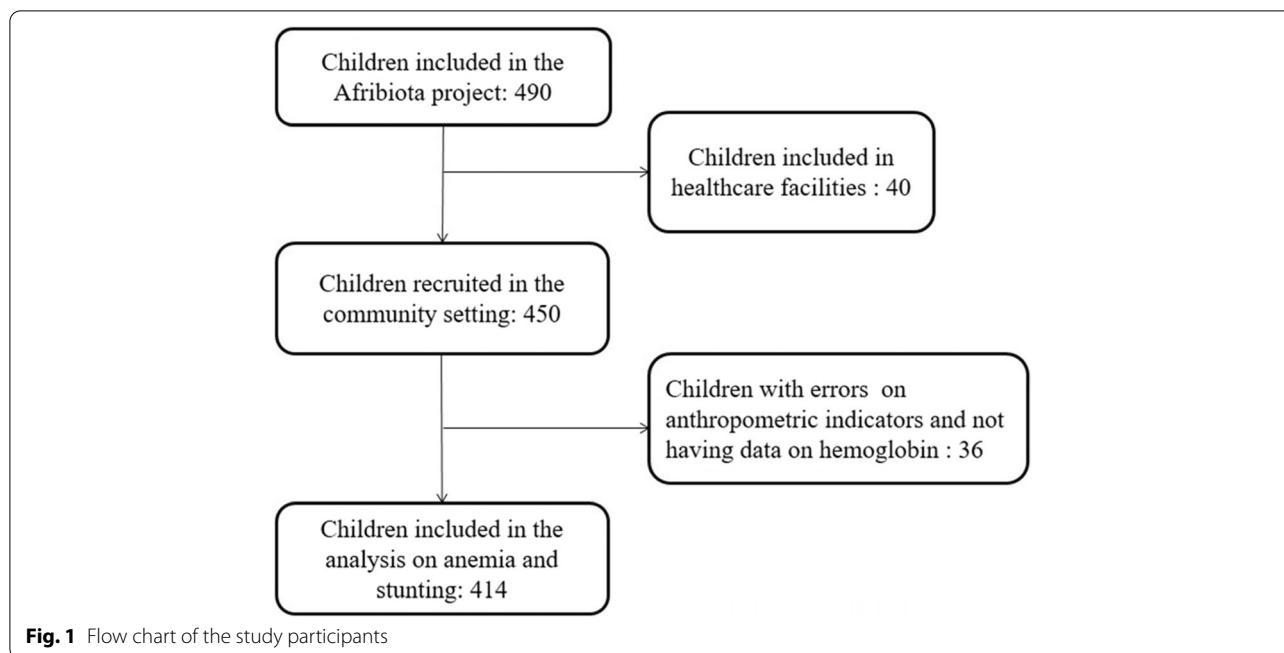 Children included in the
Afribiota project: 490
Children included in
healthcare facilities : 40
Children recruited in the
community setting: 450
Children with errors on
anthropometric indicators and not
having data on hemoglobin : 36
Children included in the
analysis on anemia and
stunting: 414
Fig. 1 Flow chart of the study participants